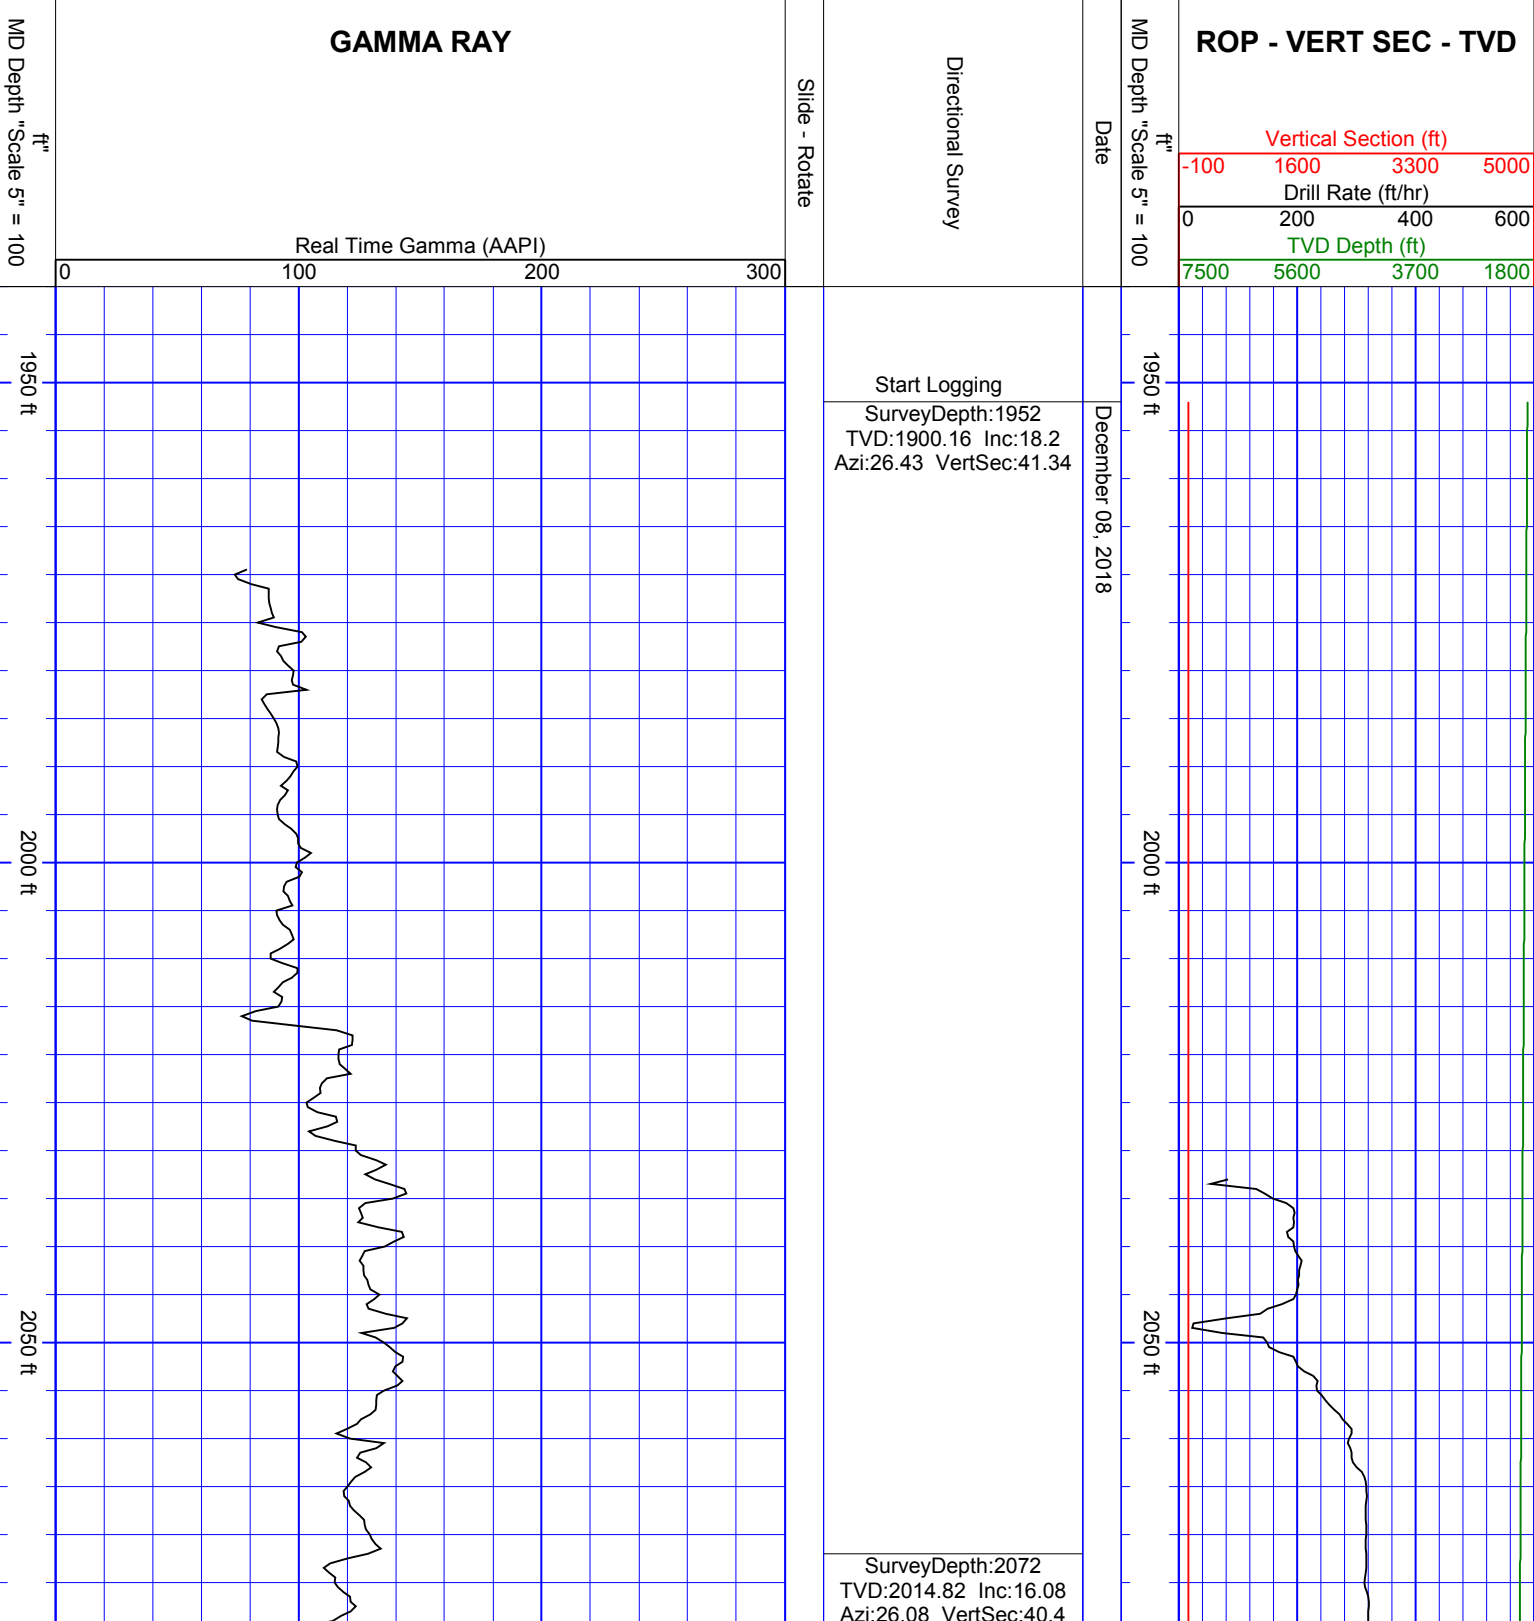 MD Depth "Scale 5" = 100
ft"
GAMMA RAY
Real Time Gamma (AAPI)
0 100 200 300
Slide - Rotate
Directional Survey
Date
MD Depth "Scale 5" = 100
ft"
ROP - VERT SEC - TVD
Vertical Section (ft)
-100 1600 3300 5000
Drill Rate (ft/hr)
0 200 400 600
TVD Depth (ft)
7500 5600 3700 1800
1950 ft
2000 ft
2050 ft
Start Logging
SurveyDepth:1952
TVD:1900.16 Inc:18.2
Azi:26.43 VertSec:41.34
SurveyDepth:2072
TVD:2014.82 Inc:16.08
Azi:26.08 VertSec:40.4
December 08, 2018
1950 ft
2000 ft
2050 ft